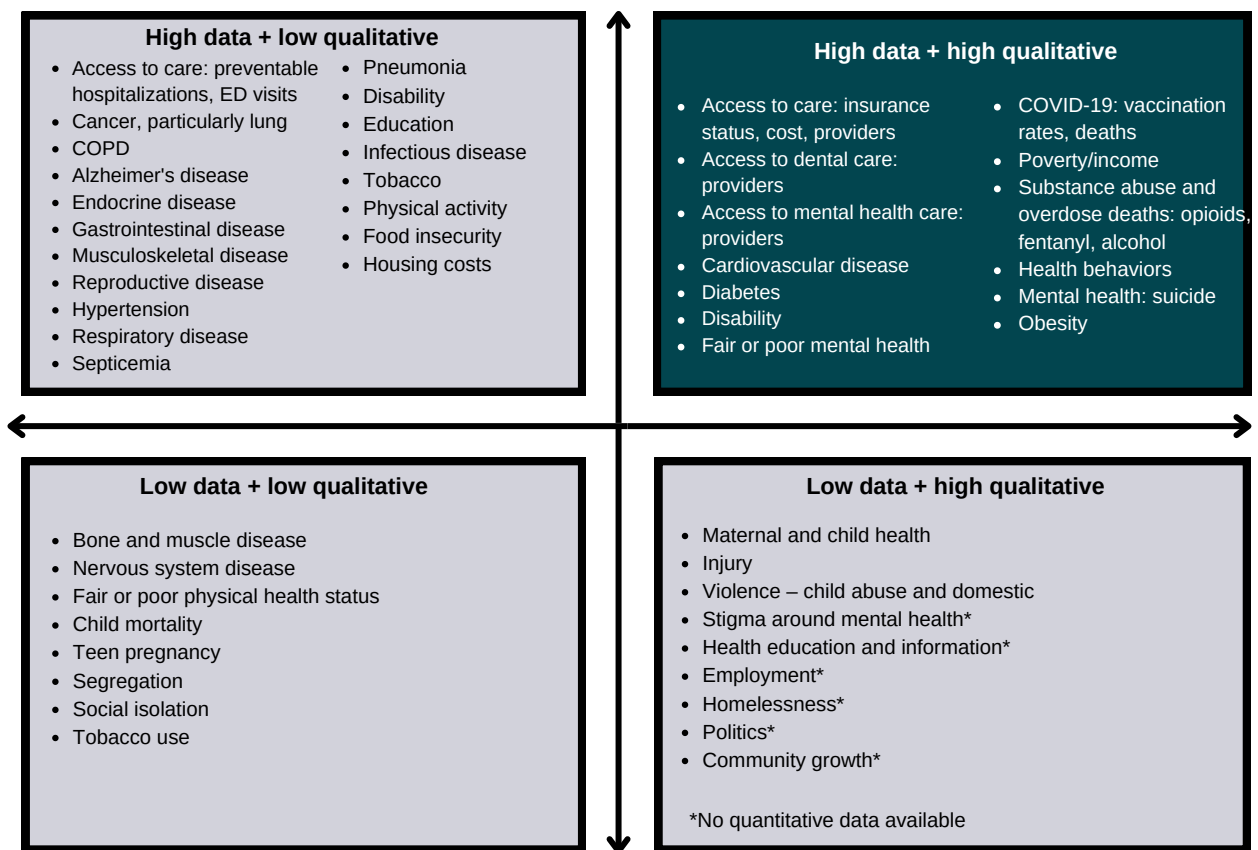 High data + low qualitative
• Access to care: preventable
hospitalizations, ED visits
• Cancer, particularly lung
• COPD
• Alzheimer's disease
• Endocrine disease
• Gastrointestinal disease
• Musculoskeletal disease
• Reproductive disease
• Hypertension
• Respiratory disease
• Septicemia
• Pneumonia
• Disability
• Education
• Infectious disease
• Tobacco
• Physical activity
• Food insecurity
• Housing costs
High data + high qualitative
• Access to care: insurance
status, cost, providers
• Access to dental care:
providers
• Access to mental health care:
providers
• Cardiovascular disease
• Diabetes
• Disability
• Fair or poor mental health
• COVID-19: vaccination
rates, deaths
• Poverty/income
• Substance abuse and
overdose deaths: opioids,
fentanyl, alcohol
• Health behaviors
• Mental health: suicide
• Obesity
Low data + low qualitative
• Bone and muscle disease
• Nervous system disease
• Fair or poor physical health status
• Child mortality
• Teen pregnancy
• Segregation
• Social isolation
• Tobacco use
Low data + high qualitative
• Maternal and child health
• Injury
• Violence – child abuse and domestic
• Stigma around mental health*
• Health education and information*
• Employment*
• Homelessness*
• Politics*
• Community growth*
*No quantitative data available